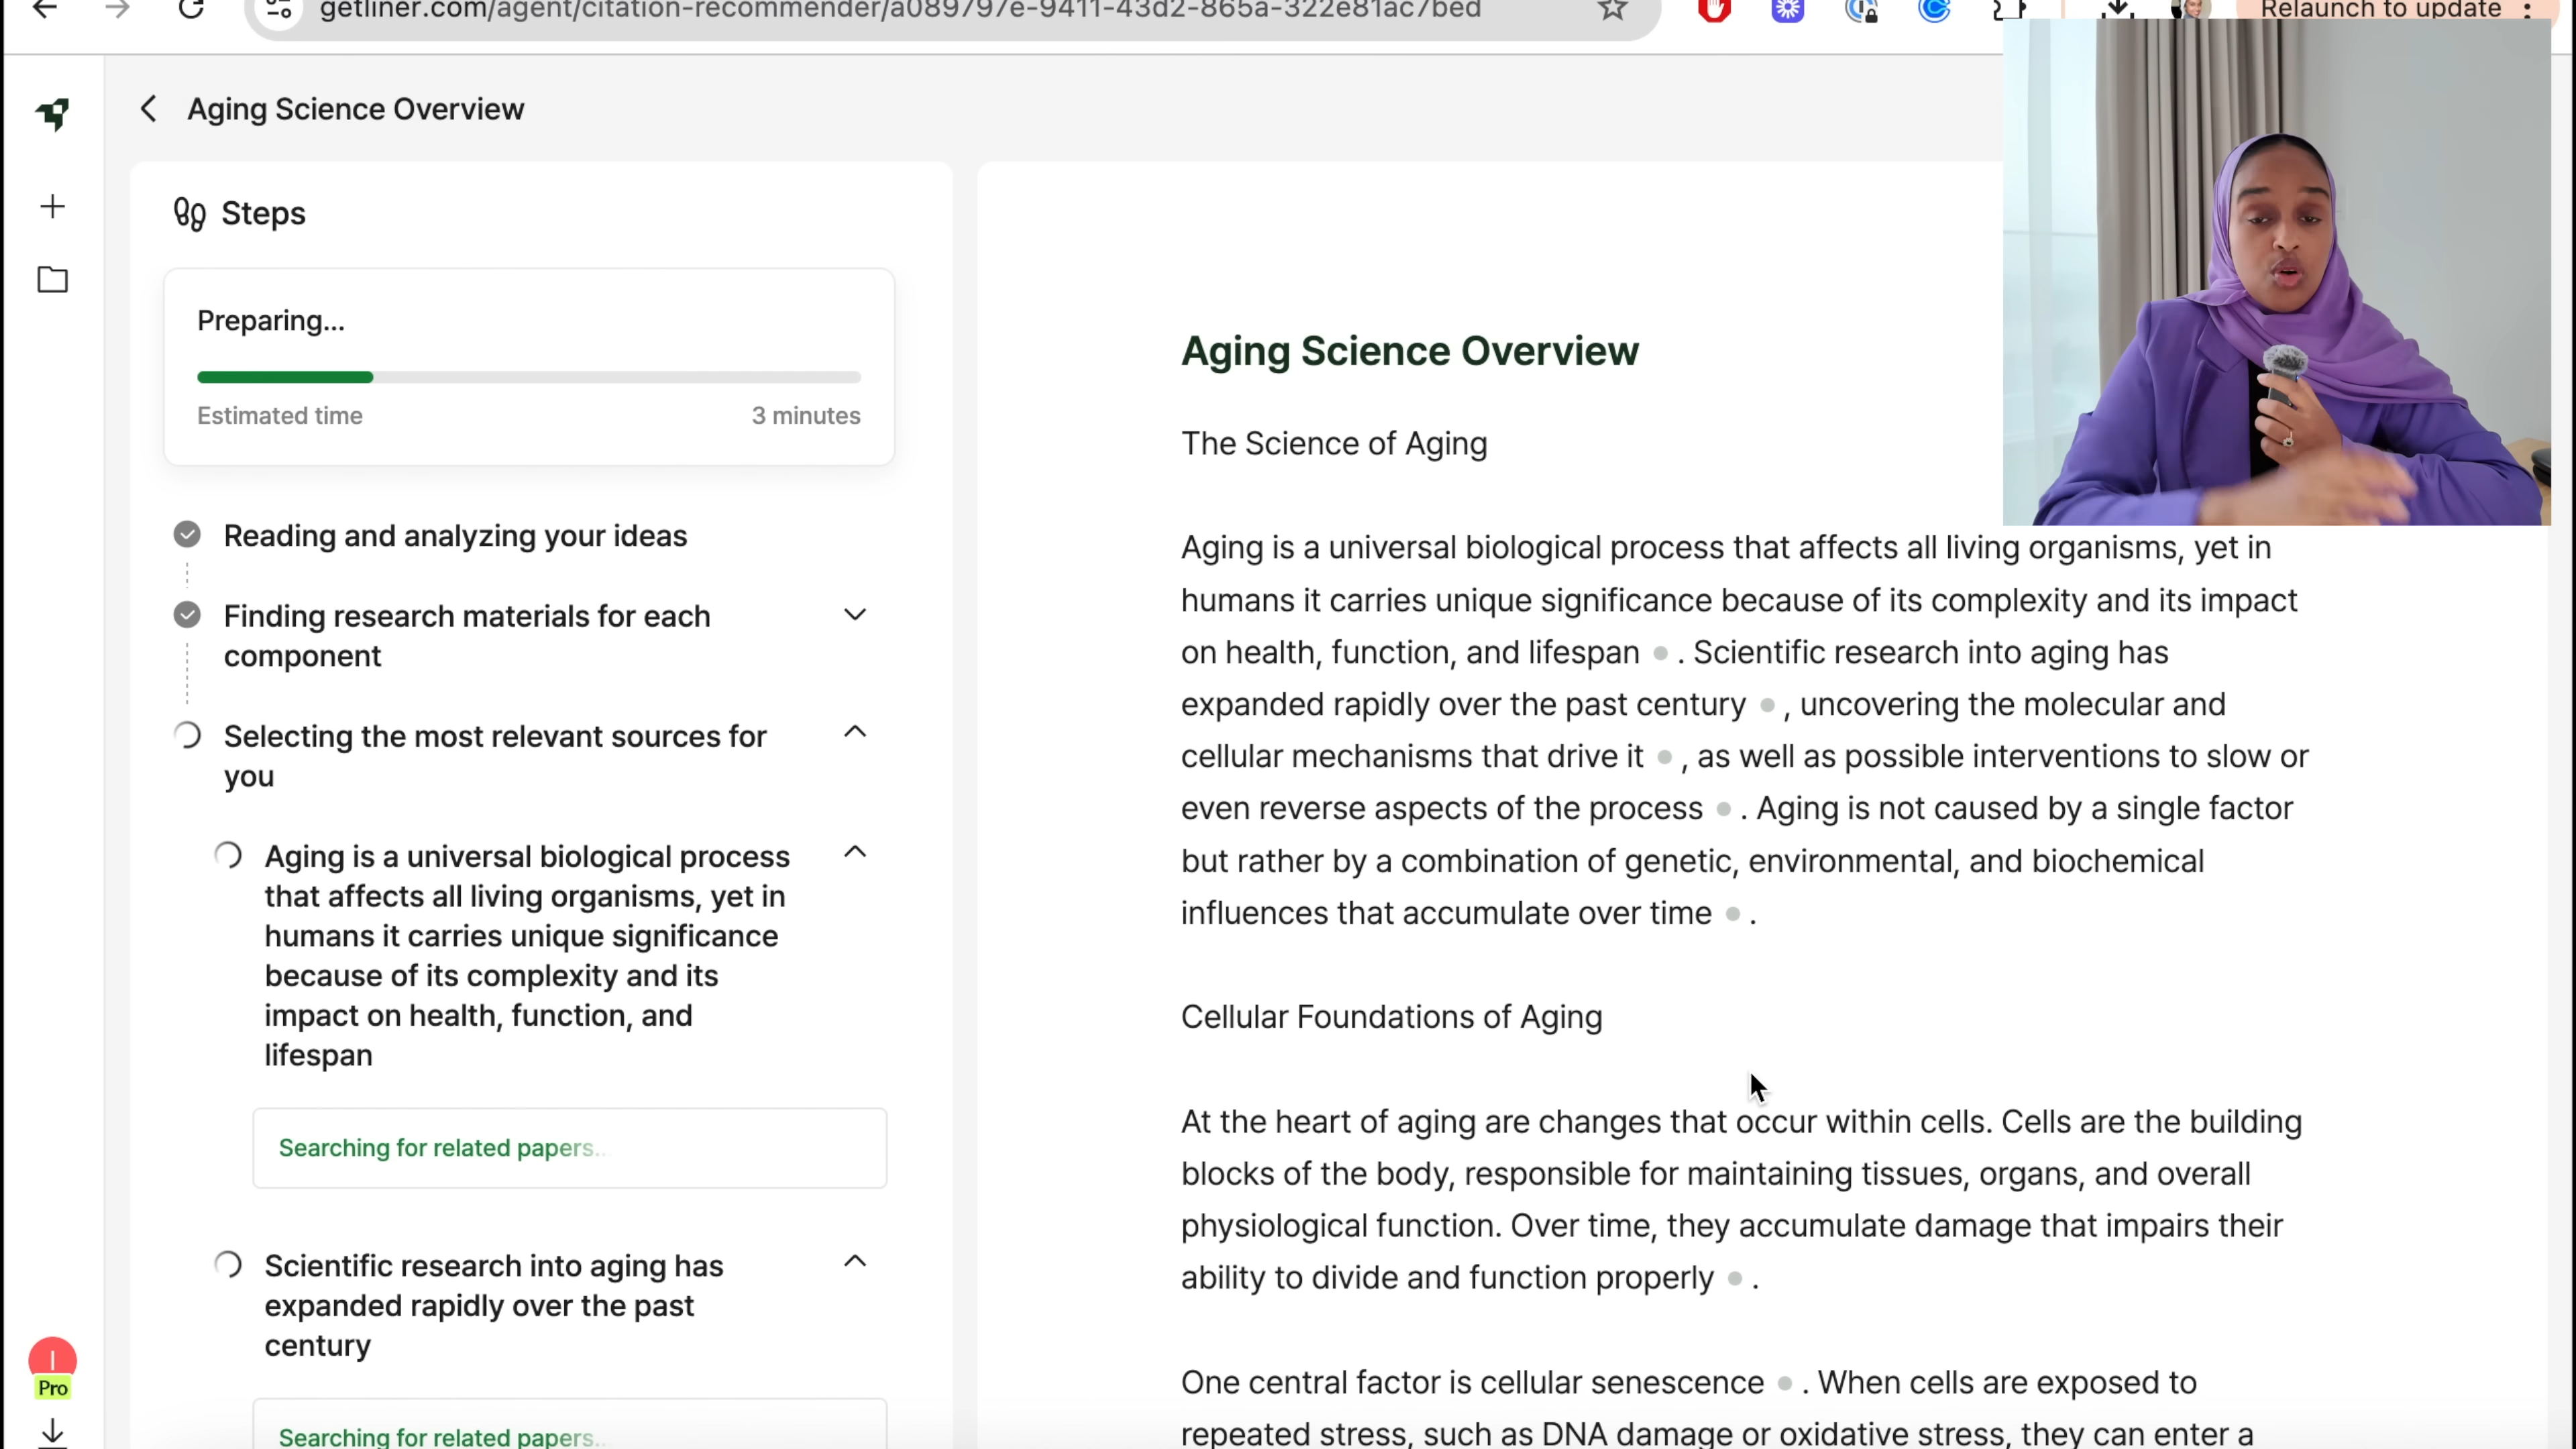 getliner.com/agent/citation-recommender/a089797e-9411-43d2-865a-322e81ac7bed
Relaunch to update
Aging Science Overview
Steps
Preparing...
Estimated time 3 minutes
Reading and analyzing your ideas
Finding research materials for each
component
Selecting the most relevant sources for
you
Aging is a universal biological process
that affects all living organisms, yet in
humans it carries unique significance
because of its complexity and its
impact on health, function, and
lifespan
Searching for related papers...
Scientific research into aging has
expanded rapidly over the past
century
Searching for related papers...
I
Pro
Aging Science Overview
The Science of Aging
Aging is a universal biological process that affects all living organisms, yet in
humans it carries unique significance because of its complexity and its impact
on health, function, and lifespan . Scientific research into aging has
expanded rapidly over the past century , uncovering the molecular and
cellular mechanisms that drive it , as well as possible interventions to slow or
even reverse aspects of the process . Aging is not caused by a single factor
but rather by a combination of genetic, environmental, and biochemical
influences that accumulate over time .
Cellular Foundations of Aging
At the heart of aging are changes that occur within cells. Cells are the building
blocks of the body, responsible for maintaining tissues, organs, and overall
physiological function. Over time, they accumulate damage that impairs their
ability to divide and function properly .
One central factor is cellular senescence . When cells are exposed to
repeated stress, such as DNA damage or oxidative stress, they can enter a